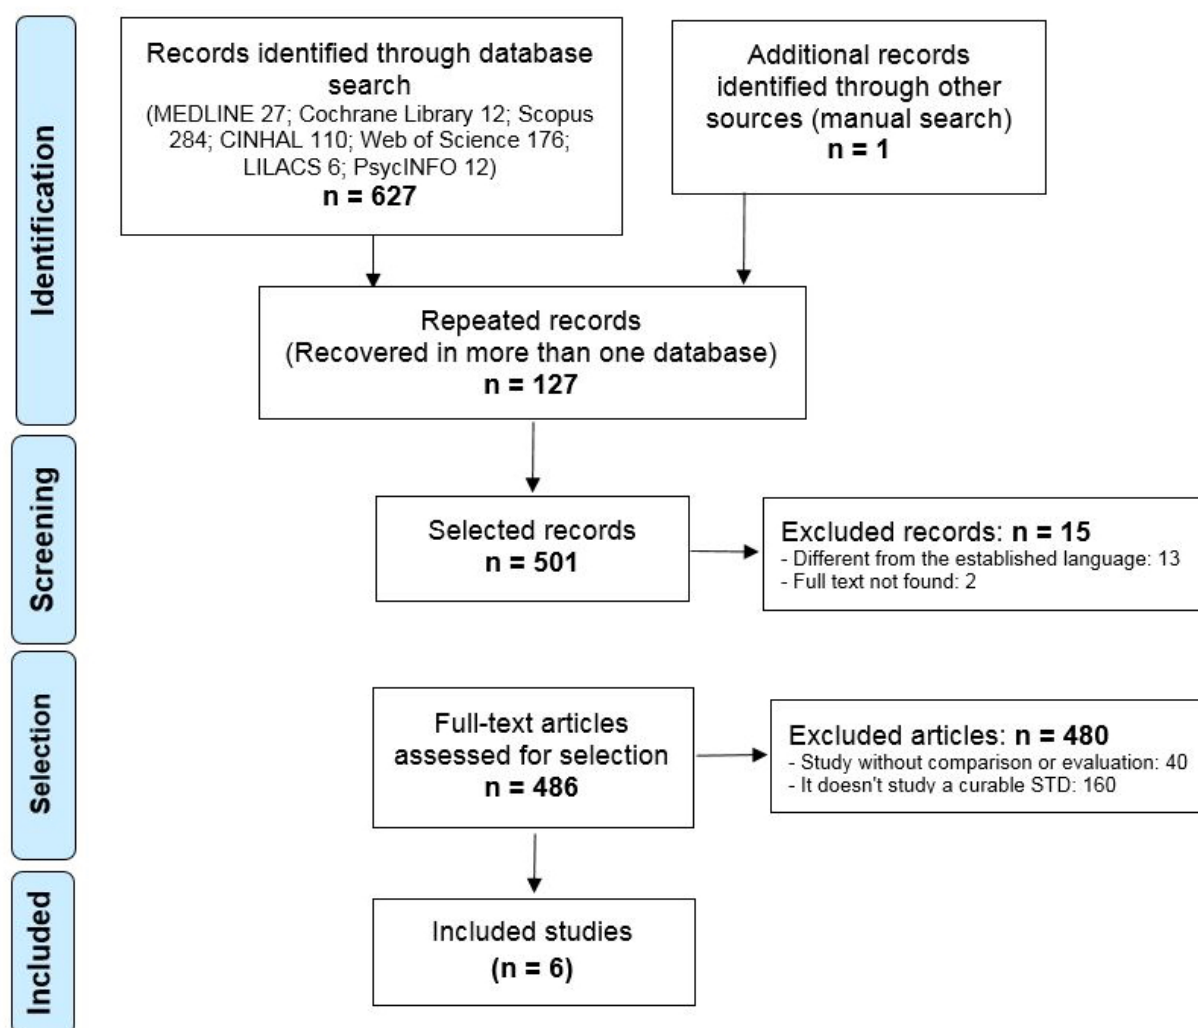 Identification
Records identified through database
search
(MEDLINE 27; Cochrane Library 12; Scopus
284; CINHAL 110; Web of Science 176;
LILACS 6; PsycINFO 12)
n = 627
Additional records
identified through other
sources (manual search)
n = 1
Repeated records
(Recovered in more than one database)
n = 127
Screening
Selected records
n = 501
Excluded records: n = 15
- Different from the established language: 13
- Full text not found: 2
Selection
Full-text articles
assessed for selection
n = 486
Excluded articles: n = 480
- Study without comparison or evaluation: 40
- It doesn't study a curable STD: 160
Included
Included studies
(n = 6)